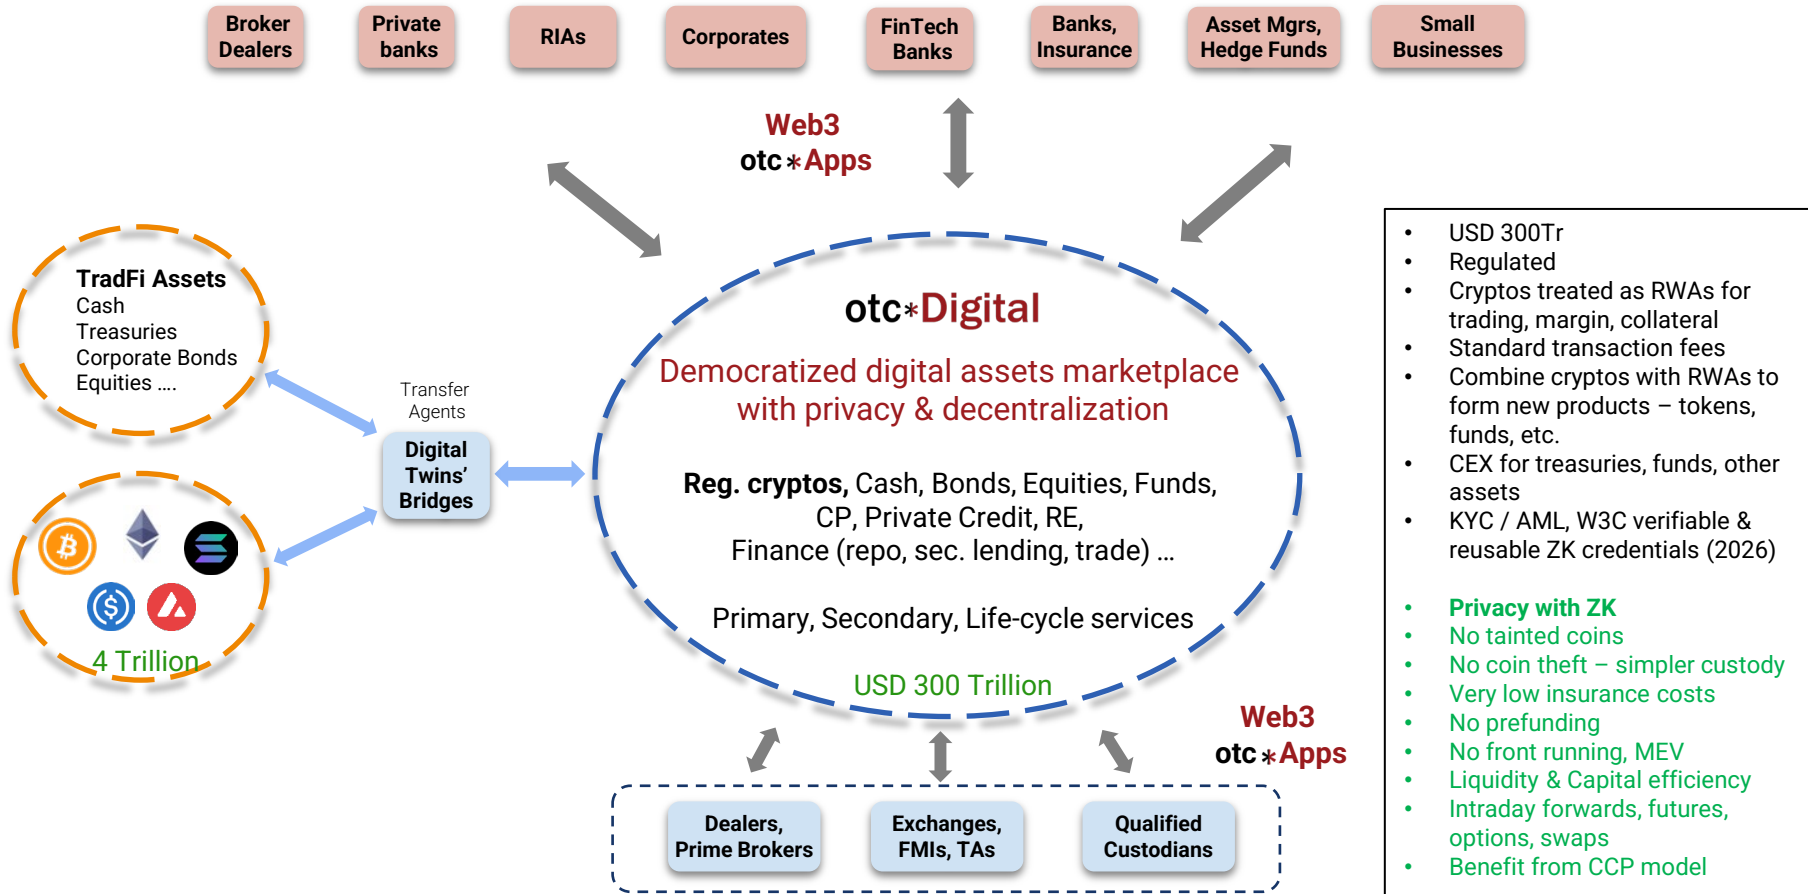 Broker
Dealers
Private
banks
RIAs
Corporates
FinTech
Banks
Banks,
Insurance
Asset Mgrs,
Hedge Funds
Small
Businesses
Web3
otc*Apps
TradFi Assets
Cash
Treasuries
Corporate Bonds
Equities ....
4 Trillion
Transfer
Agents
Digital
Twins’
Bridges
otc*Digital
Democratized digital assets marketplace
with privacy & decentralization
Reg. cryptos, Cash, Bonds, Equities, Funds,
CP, Private Credit, RE,
Finance (repo, sec. lending, trade) ...
Primary, Secondary, Life-cycle services
USD 300 Trillion
Web3
otc*Apps
Dealers,
Prime Brokers
Exchanges,
FMIs, TAs
Qualified
Custodians
• USD 300Tr
• Regulated
• Cryptos treated as RWAs for
trading, margin, collateral
• Standard transaction fees
• Combine cryptos with RWAs to
form new products – tokens,
funds, etc.
• CEX for treasuries, funds, other
assets
• KYC / AML, W3C verifiable &
reusable ZK credentials (2026)
• Privacy with ZK
• No tainted coins
• No coin theft – simpler custody
• Very low insurance costs
• No prefunding
• No front running, MEV
• Liquidity & Capital efficiency
• Intraday forwards, futures,
options, swaps
• Benefit from CCP model